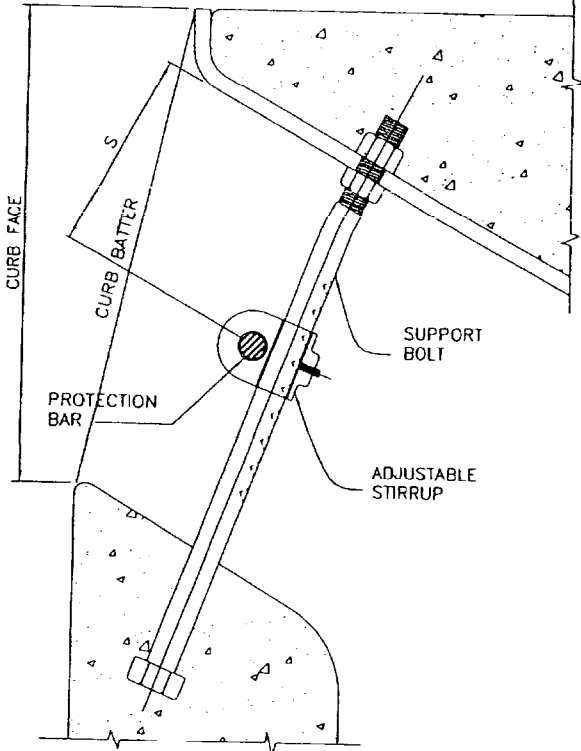 CURB FACE
S
CURB BATTER
SUPPORT
BOLT
PROTECTION
BAR
ADJUSTABLE
STIRRUP